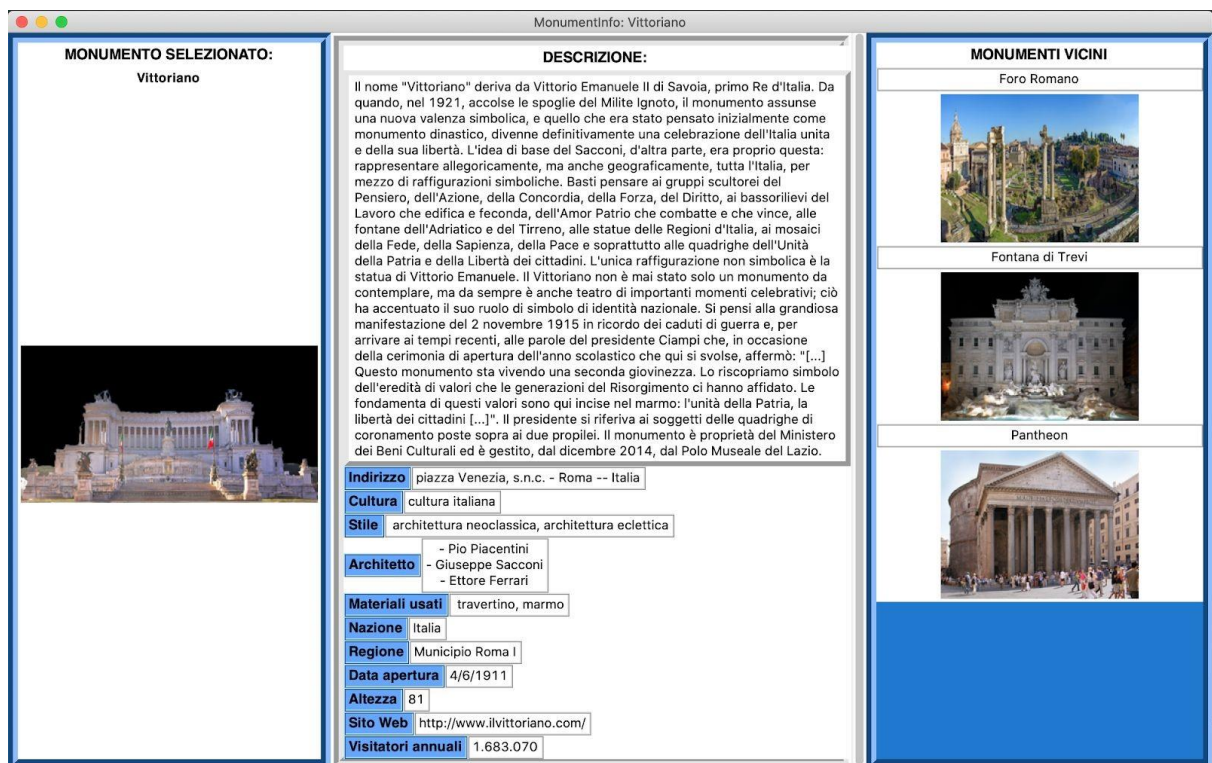 MonumentInfo: Vittoriano
MONUMENTO SELEZIONATO:
Vittoriano
DESCRIZIONE:
Il nome "Vittoriano" deriva da Vittorio Emanuele II di Savoia, primo Re d'Italia. Da
quando, nel 1921, accolse le spoglie del Milite Ignoto, il monumento assunse
una nuova valenza simbolica, e quello che era stato pensato inizialmente come
monumento dinastico, divenne definitivamente una celebrazione dell'Italia unita
e della sua libertà. L'idea di base del Sacconi, d'altra parte, era proprio questa:
rappresentare allegoricamente, ma anche geograficamente, tutta l'Italia, per
mezzo di raffigurazioni simboliche. Basti pensare ai gruppi scultorei del
Pensiero, dell'Azione, della Concordia, della Forza, del Diritto, ai bassorilievi del
Lavoro che edifica e feconda, dell'Amor Patrio che combatte e che vince, alle
fontane dell'Adriatico e del Tirreno, alle statue delle Regioni d'Italia, ai mosaici
della Fede, della Sapienza, della Pace e soprattutto alle quadrighe dell'Unità
della Patria e della Libertà dei cittadini. L'unica raffigurazione non simbolica è la
statua di Vittorio Emanuele. Il Vittoriano non è mai stato solo un monumento da
contemplare, ma da sempre è anche teatro di importanti momenti celebrativi; ciò
ha accentuato il suo ruolo di simbolo di identità nazionale. Si pensi alla grandiosa
manifestazione del 2 novembre 1915 in ricordo dei caduti di guerra e, per
arrivare ai tempi recenti, alle parole del presidente Ciampi che, in occasione
della cerimonia di apertura dell'anno scolastico che qui si svolse, affermò: "[...]
Questo monumento sta vivendo una seconda giovinezza. Lo riscopriamo simbolo
dell'eredità di valori che le generazioni del Risorgimento ci hanno affidato. Le
fondamenta di questi valori sono qui incise nel marmo: l'unità della Patria, la
libertà dei cittadini [...]". Il presidente si riferiva ai soggetti delle quadrighe di
coronamento poste sopra ai due propilei. Il monumento è proprietà del Ministero
dei Beni Culturali ed è gestito, dal dicembre 2014, dal Polo Museale del Lazio.
Indirizzo piazza Venezia, s.n.c. - Roma -- Italia
Cultura cultura italiana
Stile architettura neoclassica, architettura eclettica
Architetto
- Pio Piacentini
- Giuseppe Sacconi
- Ettore Ferrari
Materiali usati travertino, marmo
Nazione Italia
Regione Municipio Roma I
Data apertura 4/6/1911
Altezza 81
Sito Web http://www.ilvittoriano.com/
Visitatori annuali 1.683.070
MONUMENTI VICINI
Foro Romano
Fontana di Trevi
Pantheon